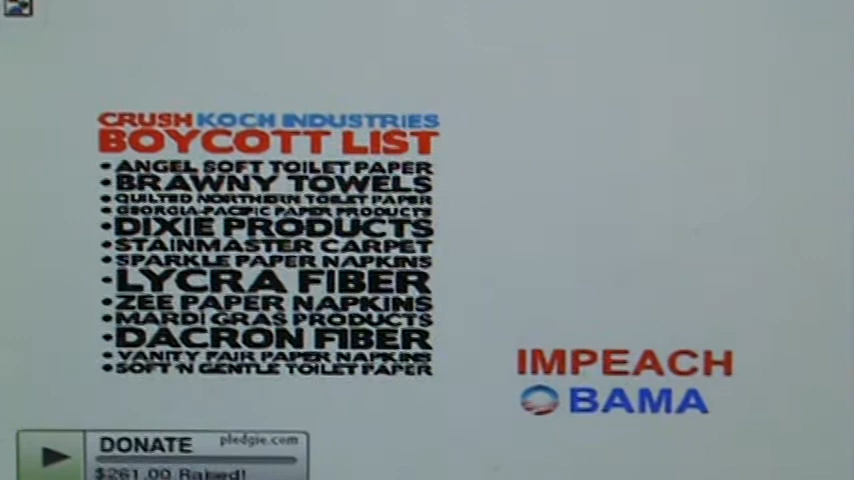 CRUSH KOCH INDUSTRIES
BOYCOTT LIST
• ANGEL SOFT TOILET PAPER
• BRAWNY TOWELS
• QUILTED NORTHERN TOILET PAPER
• GEORGIA-PACIFIC PAPER PRODUCTS
• DIXIE PRODUCTS
• STAINMASTER CARPET
• SPARKLE PAPER NAPKINS
• LYCRA FIBER
• ZEE PAPER NAPKINS
• MARDI GRAS PRODUCTS
• DACRON FIBER
• VANITY FAIR PAPER NAPKINS
• SOFT 'N GENTLE TOILET PAPER
IMPEACH
OBAMA
DONATE pledgie.com
$261.00 Raised!